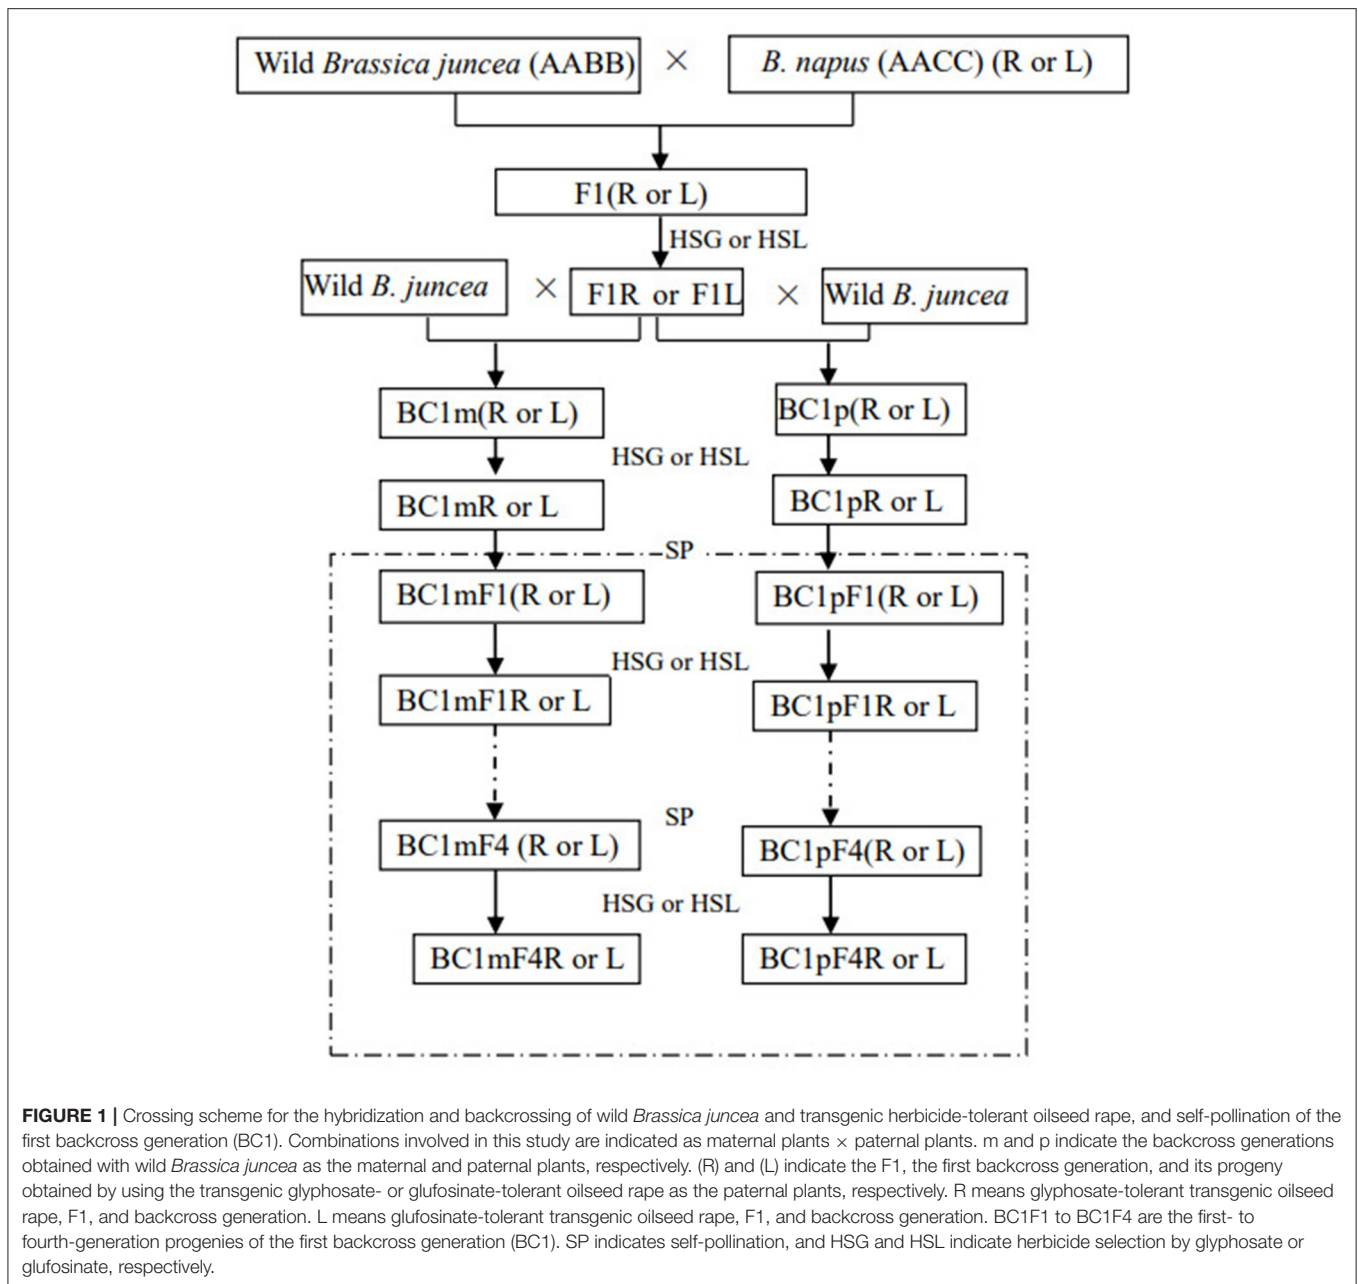 Wild Brassica juncea (AABB) × B. napus (AACC) (R or L)
F1(R or L)
HSG or HSL
Wild B. juncea × F1R or F1L × Wild B. juncea
BC1m(R or L) BC1p(R or L)
HSG or HSL
BC1mR or L BC1pR or L
SP
BC1mF1(R or L) BC1pF1(R or L)
HSG or HSL
BC1mF1R or L BC1pF1R or L
SP
BC1mF4 (R or L) BC1pF4(R or L)
HSG or HSL
BC1mF4R or L BC1pF4R or L
FIGURE 1 | Crossing scheme for the hybridization and backcrossing of wild Brassica juncea and transgenic herbicide-tolerant oilseed rape, and self-pollination of the
first backcross generation (BC1). Combinations involved in this study are indicated as maternal plants × paternal plants. m and p indicate the backcross generations
obtained with wild Brassica juncea as the maternal and paternal plants, respectively. (R) and (L) indicate the F1, the first backcross generation, and its progeny
obtained by using the transgenic glyphosate- or glufosinate-tolerant oilseed rape as the paternal plants, respectively. R means glyphosate-tolerant transgenic oilseed
rape, F1, and backcross generation. L means glufosinate-tolerant transgenic oilseed rape, F1, and backcross generation. BC1F1 to BC1F4 are the first- to
fourth-generation progenies of the first backcross generation (BC1). SP indicates self-pollination, and HSG and HSL indicate herbicide selection by glyphosate or
glufosinate, respectively.